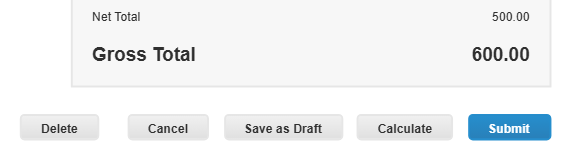 Net Total 500.00
Gross Total 600.00
Delete Cancel Save as Draft Calculate Submit